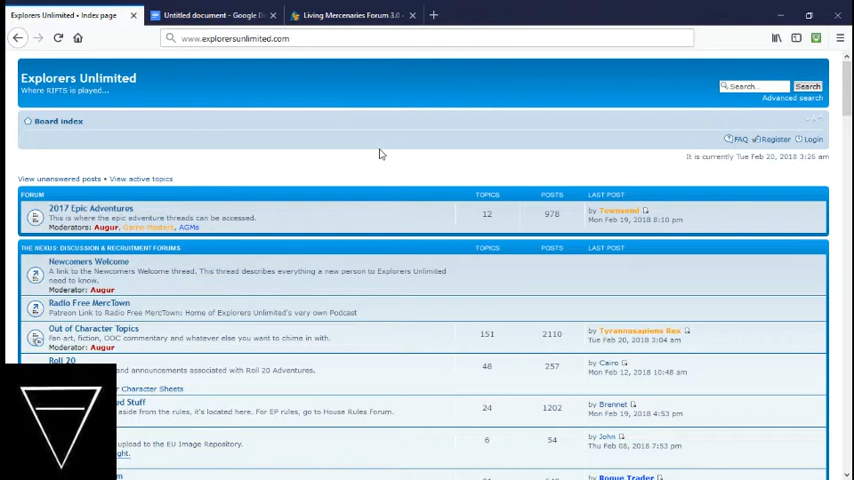 Explorers Unlimited • Index page
Untitled document - Google D
Living Mercenaries Forum 3.0 -
www.explorersunlimited.com
Explorers Unlimited
Where RIFTS is played...
Search...
Search
Advanced search
Board index
FAQ Register Login
It is currently Tue Feb 20, 2018 3:26 am
View unanswered posts • View active topics
FORUM TOPICS POSTS LAST POST
2017 Epic Adventures
This is where the epic adventure threads can be accessed.
Moderators: Augur, Game Masters, AGMs
12 978
by Townsend
Mon Feb 19, 2018 8:10 pm
THE NEXUS: DISCUSSION & RECRUITMENT FORUMS TOPICS POSTS LAST POST
Newcomers Welcome
A link to the Newcomers Welcome thread. This thread describes everything a new person to Explorers Unlimited
need to know.
Moderator: Augur
Radio Free MercTown
Patreon Link to Radio Free MercTown: Home of Explorers Unlimited's very own Podcast
Out of Character Topics
Fan art, fiction, OOC commentary and whatever else you want to chime in with.
Moderator: Augur
151 2110
by Tyrannosapiens Rex
Tue Feb 20, 2018 3:04 am
Roll 20
and announcements associated with Roll 20 Adventures.
Character Sheets
48 257
by Cairo
Mon Feb 12, 2018 10:48 am
Stuff
aside from the rules, it's located here. For EP rules, go to House Rules Forum.
24 1202
by Brennet
Mon Feb 19, 2018 4:53 pm
upload to the EU Image Repository.
6 54
by John
Thu Feb 08, 2018 7:53 pm
by Rogue Trader